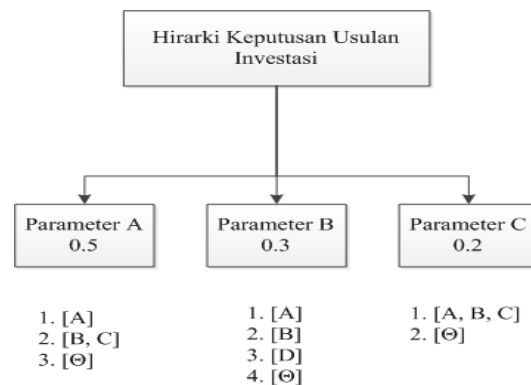 Hirarki Keputusan Usulan
Investasi
Parameter A
0.5
Parameter B
0.3
Parameter C
0.2
1. [A]
2. [B, C]
3. [Θ]
1. [A]
2. [B]
3. [D]
4. [Θ]
1. [A, B, C]
2. [Θ]